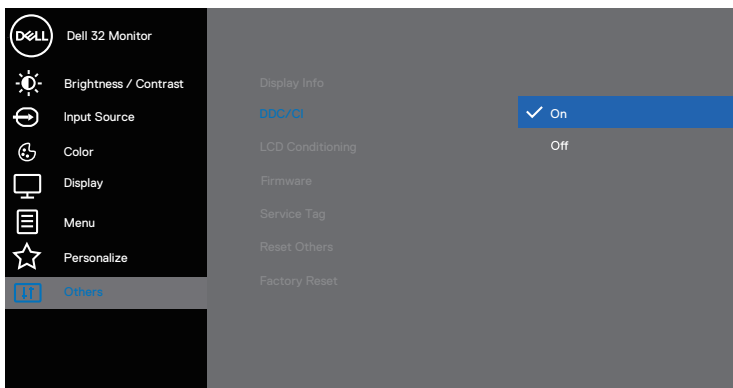 DELL
Dell 32 Monitor
Brightness / Contrast
Input Source
Color
Display
Menu
Personalize
Others
Display Info
DDC/CI
LCD Conditioning
Firmware
Service Tag
Reset Others
Factory Reset
On
Off